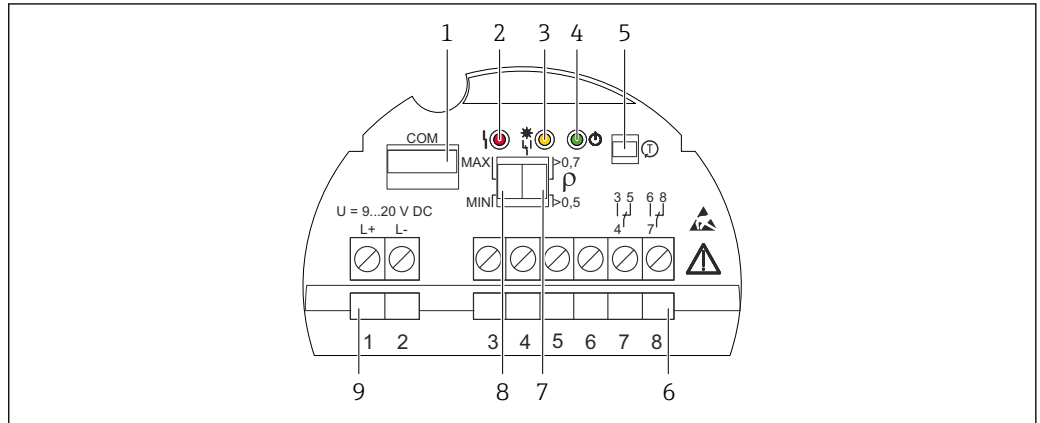 1 2 3 4 5
COM
T
MAX >0,7
ρ
MIN >0,5
3 5 6 8
4 7
U = 9...20 V DC
L+ L-
1 2 3 4 5 6 7 8
9 8 7 6